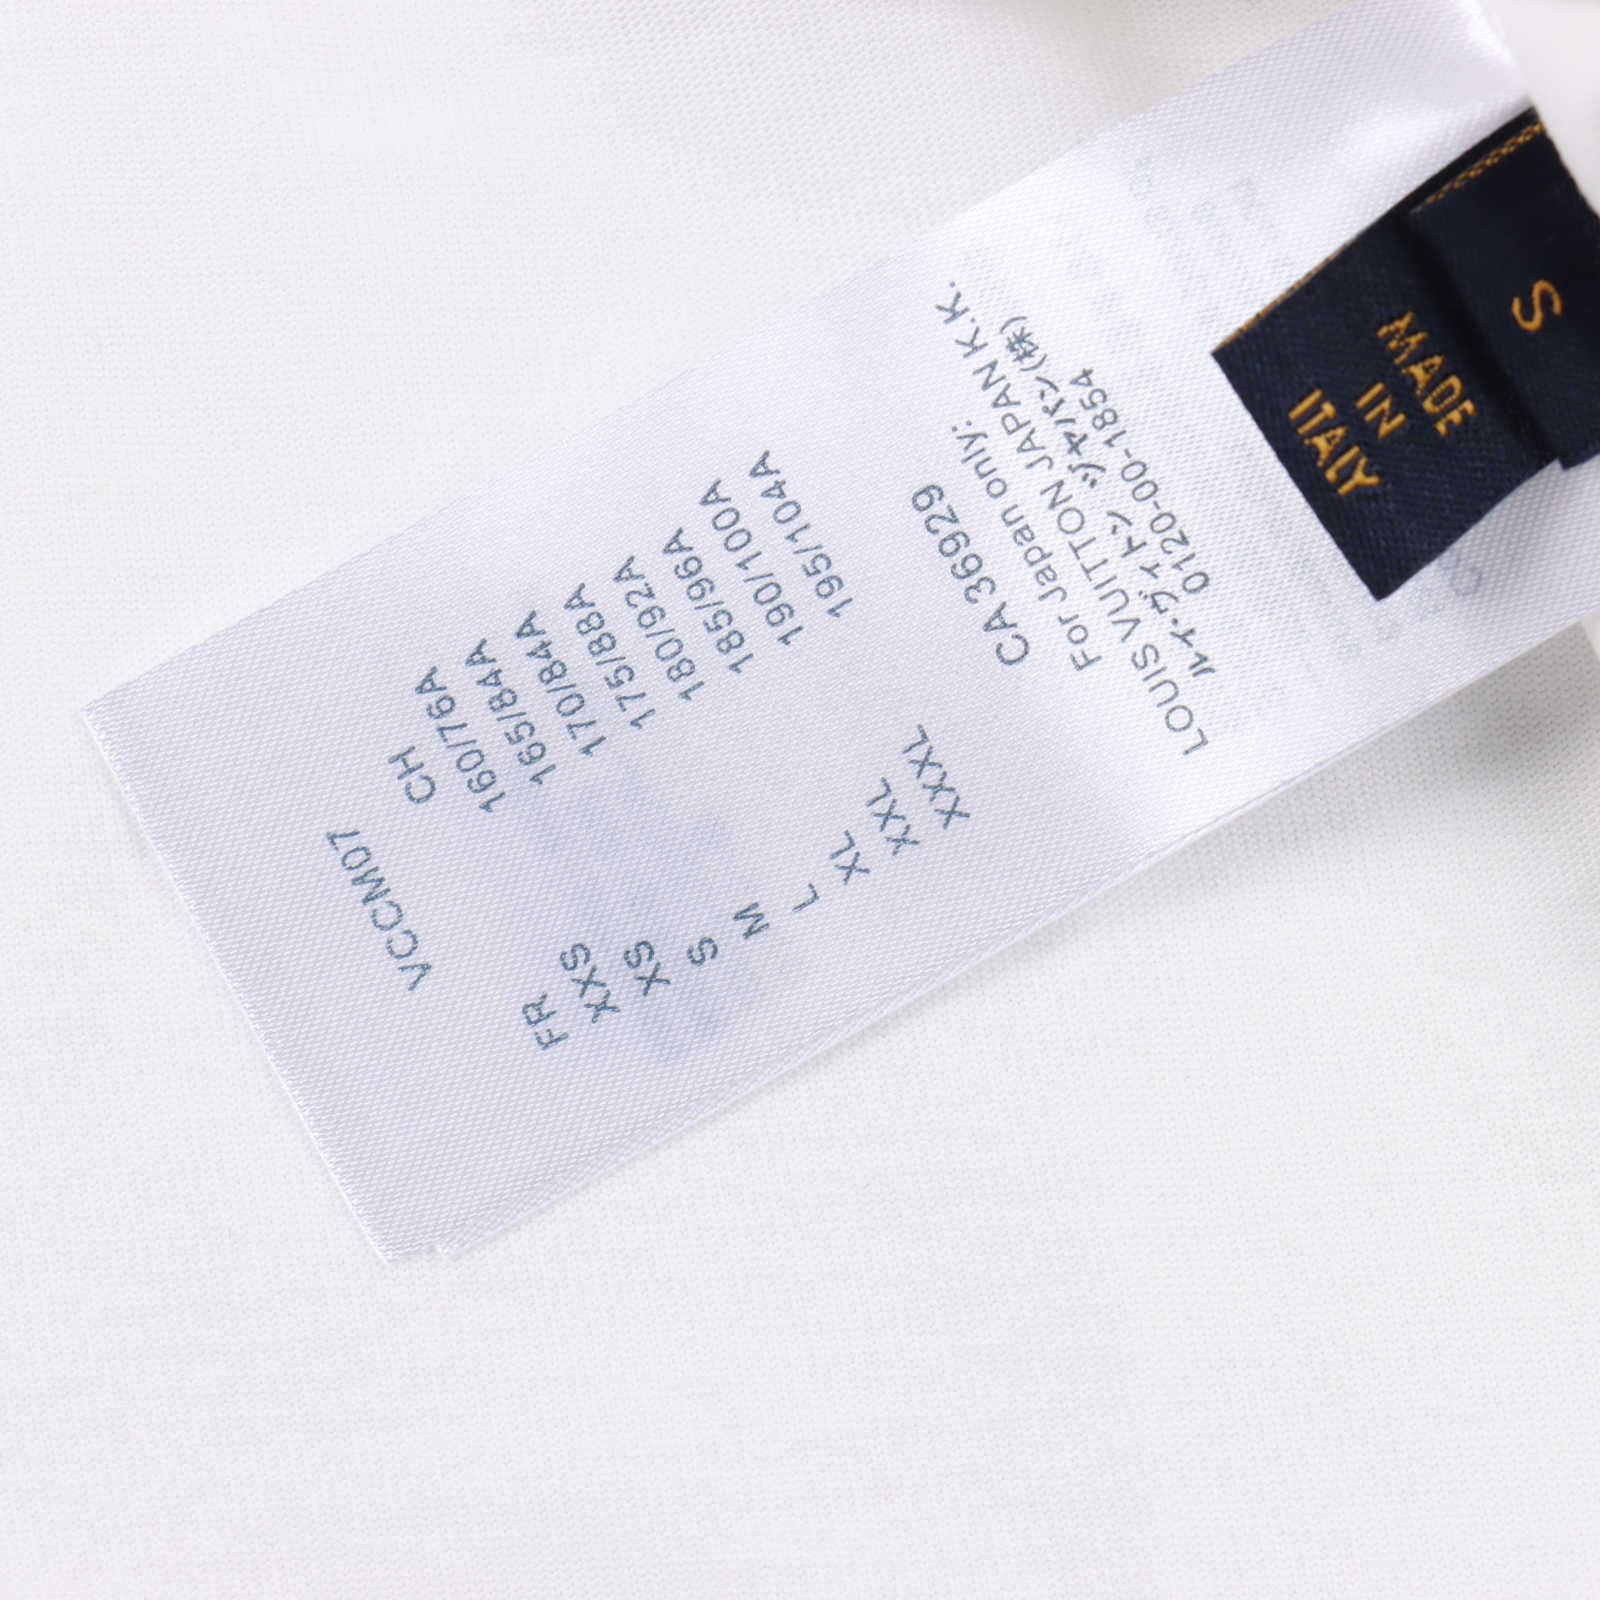 VCCM07
FR CH
XXS 160/76A
XS 165/84A
S 170/84A
M 175/88A
L 180/92A
XL 185/96A
XXL 190/100A
XXXL 195/104A
CA 36929
For Japan only:
LOUIS VUITTON JAPAN K.K.
ルイ・ヴィトン ジャパン(株)
0120-00-1854
S
MADE
IN
ITALY